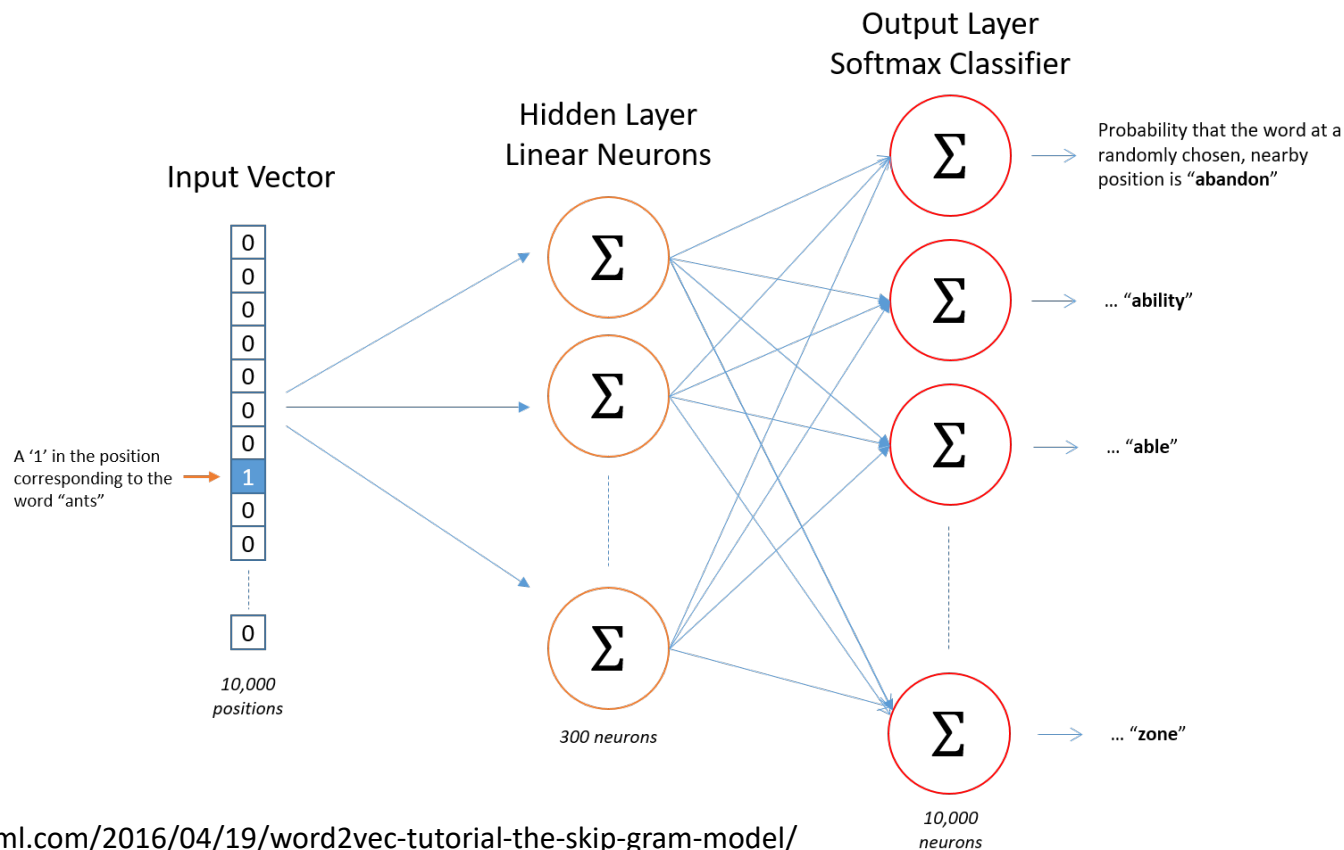 Output Layer
Softmax Classifier
Hidden Layer
Linear Neurons
Input Vector
0
0
0
0
0
0
0
1
0
0
0
A ‘1’ in the position
corresponding to the
word “ants”
10,000
positions
Σ
Σ
Σ
300 neurons
Σ
Σ
Σ
Σ
10,000
neurons
Probability that the word at a
randomly chosen, nearby
position is “abandon”
... “ability”
... “able”
... “zone”
ml.com/2016/04/19/word2vec-tutorial-the-skip-gram-model/